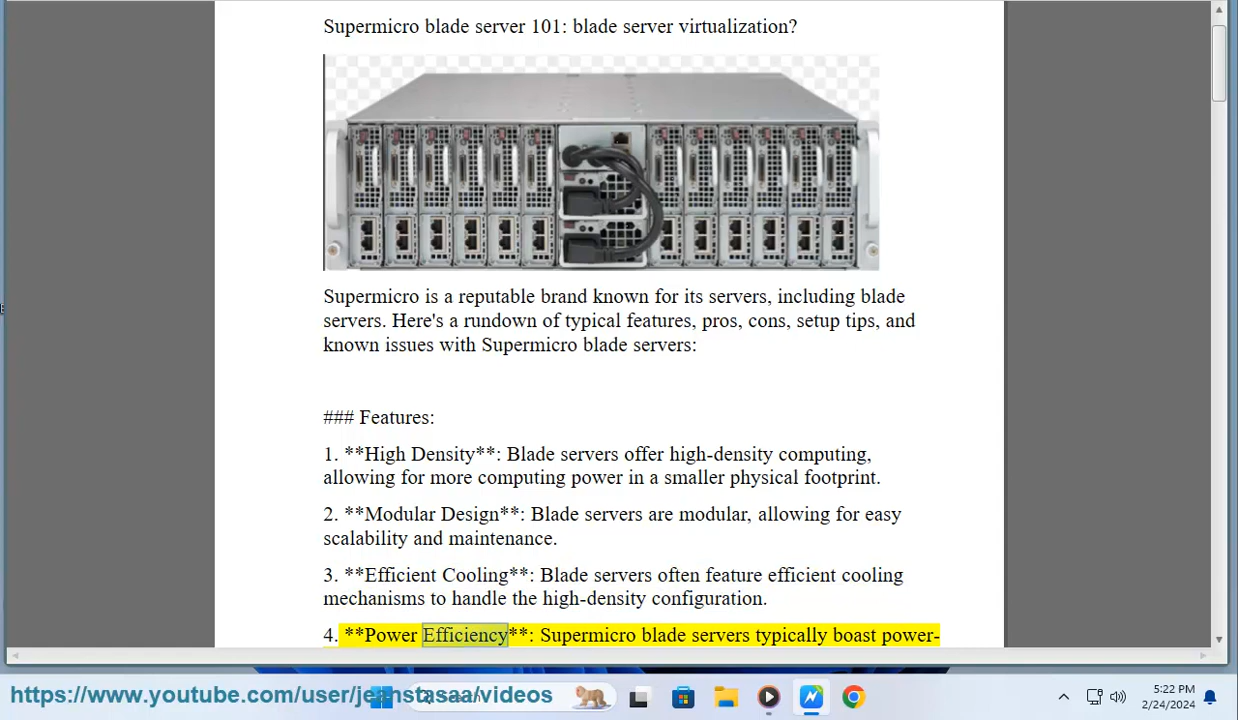 Supermicro blade server 101: blade server virtualization?
Supermicro is a reputable brand known for its servers, including blade
servers. Here's a rundown of typical features, pros, cons, setup tips, and
known issues with Supermicro blade servers:
### Features:
1. **High Density**: Blade servers offer high-density computing,
allowing for more computing power in a smaller physical footprint.
2. **Modular Design**: Blade servers are modular, allowing for easy
scalability and maintenance.
3. **Efficient Cooling**: Blade servers often feature efficient cooling
mechanisms to handle the high-density configuration.
4. **Power Efficiency**: Supermicro blade servers typically boast power-
https://www.youtube.com/user/jeanstasaa/videos
5:22 PM
2/24/2024